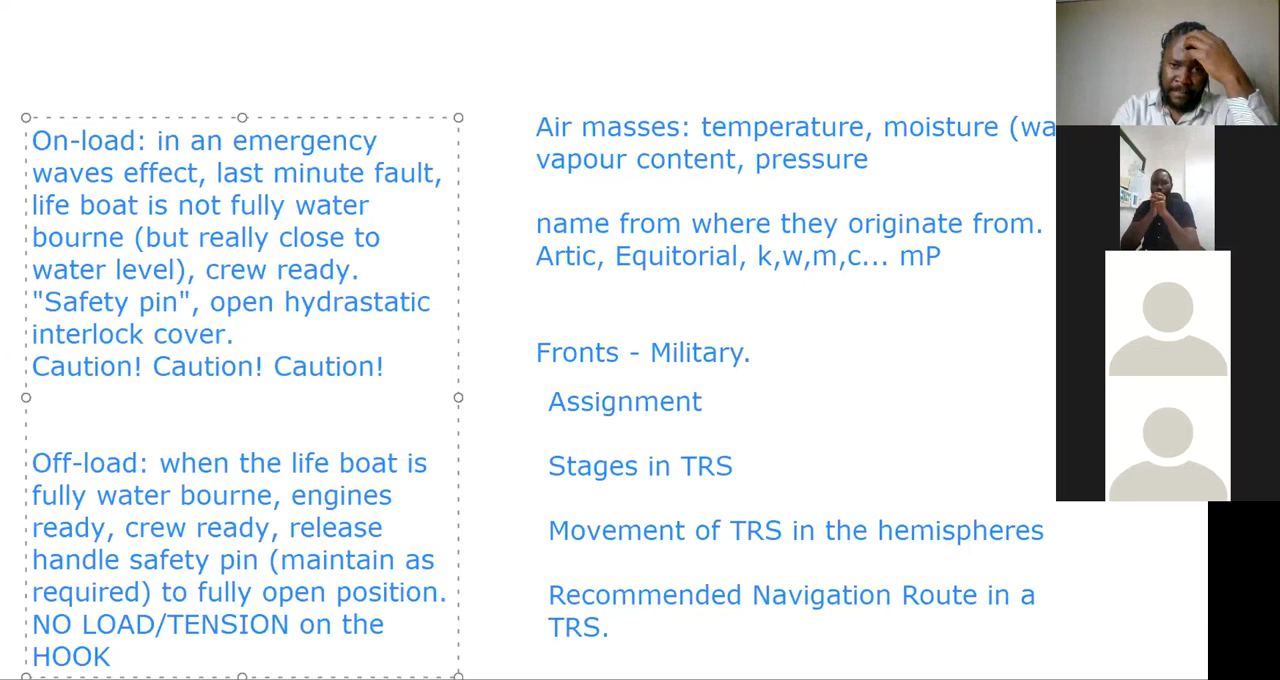 On-load: in an emergency
waves effect, last minute fault,
life boat is not fully water
bourne (but really close to
water level), crew ready.
"Safety pin", open hydrastatic
interlock cover.
Caution! Caution! Caution!
Off-load: when the life boat is
fully water bourne, engines
ready, crew ready, release
handle safety pin (maintain as
required) to fully open position.
NO LOAD/TENSION on the
HOOK
Air masses: temperature, moisture (wa
vapour content, pressure
name from where they originate from.
Artic, Equitorial, k,w,m,c... mP
Fronts - Military.
Assignment
Stages in TRS
Movement of TRS in the hemispheres
Recommended Navigation Route in a
TRS.